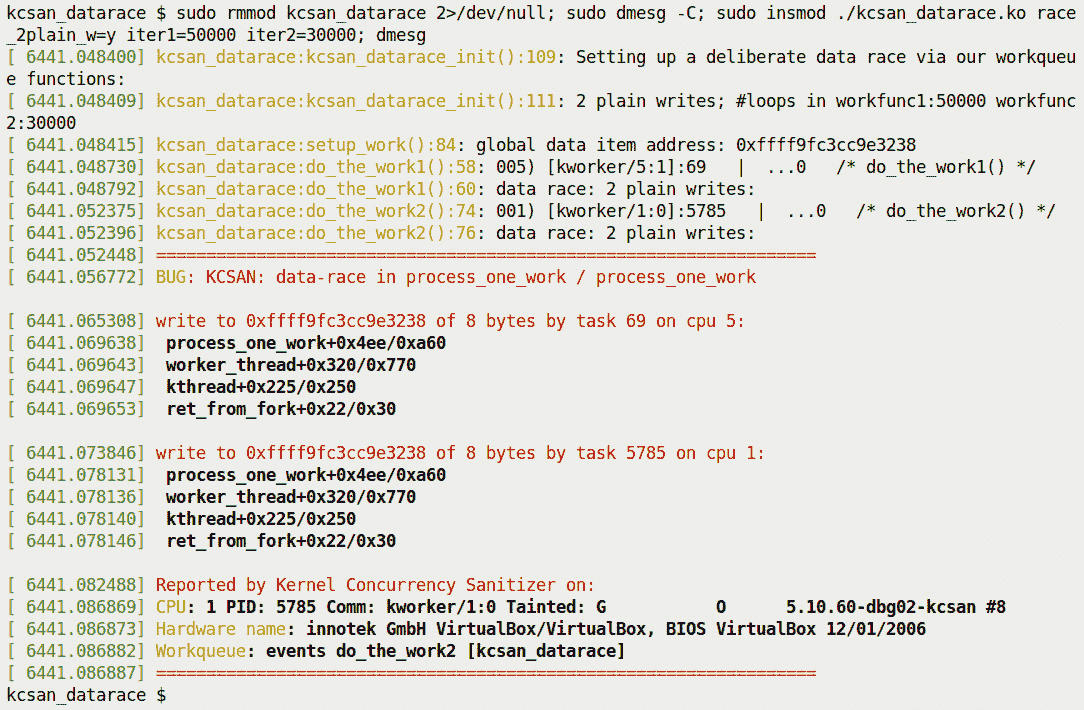 kcsan_datarace $ sudo rmmod kcsan_datarace 2>/dev/null; sudo dmesg -C; sudo insmod ./kcsan_datarace.ko race
_2plain_w=y iter1=50000 iter2=30000; dmesg
[ 6441.048400] kcsan_datarace:kcsan_datarace_init():109: Setting up a deliberate data race via our workqueu
e functions:
[ 6441.048409] kcsan_datarace:kcsan_datarace_init():111: 2 plain writes; #loops in workfunc1:50000 workfunc
2:30000
[ 6441.048415] kcsan_datarace:setup_work():84: global data item address: 0xffff9fc3cc9e3238
[ 6441.048730] kcsan_datarace:do_the_work1():58: 005) [kworker/5:1]:69   |  ...0   /* do_the_work1() */
[ 6441.048792] kcsan_datarace:do_the_work1():60: data race: 2 plain writes:
[ 6441.052375] kcsan_datarace:do_the_work2():74: 001) [kworker/1:0]:5785   |  ...0   /* do_the_work2() */
[ 6441.052396] kcsan_datarace:do_the_work2():76: data race: 2 plain writes:
[ 6441.052448] ==================================================================
[ 6441.056772] BUG: KCSAN: data-race in process_one_work / process_one_work

[ 6441.065308] write to 0xffff9fc3cc9e3238 of 8 bytes by task 69 on cpu 5:
[ 6441.069638]  process_one_work+0x4ee/0xa60
[ 6441.069643]  worker_thread+0x320/0x770
[ 6441.069647]  kthread+0x225/0x250
[ 6441.069653]  ret_from_fork+0x22/0x30

[ 6441.073846] write to 0xffff9fc3cc9e3238 of 8 bytes by task 5785 on cpu 1:
[ 6441.078131]  process_one_work+0x4ee/0xa60
[ 6441.078136]  worker_thread+0x320/0x770
[ 6441.078140]  kthread+0x225/0x250
[ 6441.078146]  ret_from_fork+0x22/0x30

[ 6441.082488] Reported by Kernel Concurrency Sanitizer on:
[ 6441.086869] CPU: 1 PID: 5785 Comm: kworker/1:0 Tainted: G           O      5.10.60-dbg02-kcsan #8
[ 6441.086873] Hardware name: innotek GmbH VirtualBox/VirtualBox, BIOS VirtualBox 12/01/2006
[ 6441.086882] Workqueue: events do_the_work2 [kcsan_datarace]
[ 6441.086887] ==================================================================
kcsan_datarace $